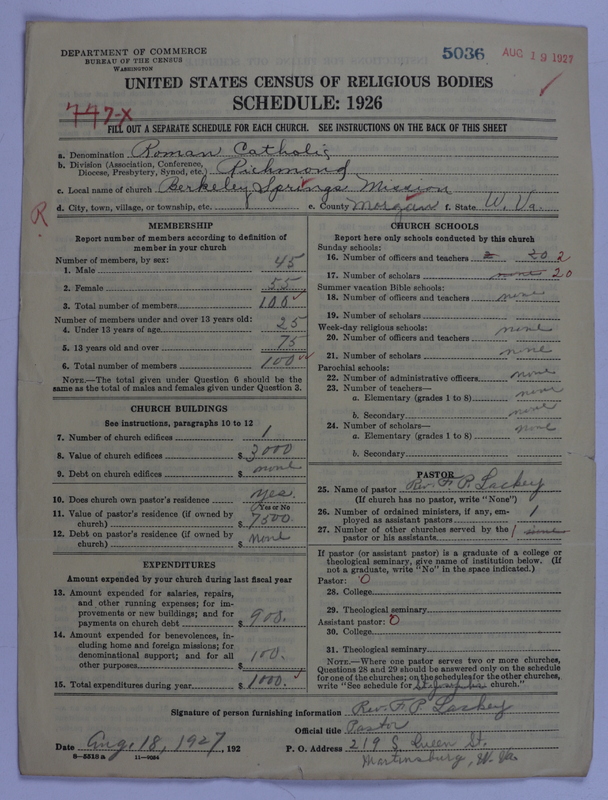 DEPARTMENT OF COMMERCE
BUREAU OF THE CENSUS
WASHINGTON
5036
AUG 19 1927
UNITED STATES CENSUS OF RELIGIOUS BODIES
SCHEDULE: 1926
777-X
FILL OUT A SEPARATE SCHEDULE FOR EACH CHURCH. SEE INSTRUCTIONS ON THE BACK OF THIS SHEET
a. Denomination Roman Catholic
b. Division (Association, Conference, Diocese, Presbytery, Synod, etc.) Richmond
c. Local name of church Berkeley Springs Mission
d. City, town, village, or township, etc. e. County Morgan f. State W. Va.
R
MEMBERSHIP
Report number of members according to definition of
member in your church
Number of members, by sex:
1. Male 45
2. Female 55
3. Total number of members 100
Number of members under and over 13 years old:
4. Under 13 years of age 25
5. 13 years old and over 75
6. Total number of members 100
NOTE.—The total given under Question 6 should be
same as the total of males and females given under Question 3.
CHURCH BUILDINGS
See instructions, paragraphs 10 to 12
7. Number of church edifices 1
8. Value of church edifices $ 3000
9. Debt on church edifices $ none
10. Does church own pastor's residence yes.
Yes or No
11. Value of pastor's residence (if owned by
church) $ 7500
12. Debt on pastor's residence (if owned by
church) $ none
EXPENDITURES
Amount expended by your church during last fiscal year
13. Amount expended for salaries, repairs,
and other running expenses; for im-
provements or new buildings; and for
payments on church debt $ 900.
14. Amount expended for benevolences, in-
cluding home and foreign missions; for
denominational support; and for all
other purposes $ 100.
15. Total expenditures during year $ 1000.
CHURCH SCHOOLS
Report here only schools conducted by this church
Sunday schools:
16. Number of officers and teachers 2 20 2
17. Number of scholars none 20
Summer vacation Bible schools:
18. Number of officers and teachers none
19. Number of scholars
Week-day religious schools:
20. Number of officers and teachers none
21. Number of scholars none
Parochial schools:
22. Number of administrative officers none
23. Number of teachers—
a. Elementary (grades 1 to 8) none
b. Secondary none
24. Number of scholars—
a. Elementary (grades 1 to 8) none
b. Secondary
PASTOR
25. Name of pastor Rev. F. P. Lackey
(If church has no pastor, write "None")
26. Number of ordained ministers, if any, em-
ployed as assistant pastors 1
27. Number of other churches served by the
pastor or his assistants 1 none
If pastor (or assistant pastor) is a graduate of a college or
theological seminary, give name of institution below. (If
not a graduate, write "No" in the space indicated.)
Pastor: 0
28. College
29. Theological seminary
Assistant pastor: 0
30. College
31. Theological seminary
NOTE.—Where one pastor serves two or more churches,
Questions 28 and 29 should be answered only on the schedule
for one of the churches; on the schedules for the other churches,
write "See schedule for St. Josephs church."
Signature of person furnishing information Rev. F. P. Lackey
Official title Pastor
Date Aug. 18, 1927, 192 P. O. Address 219 S. Queen St.
Martinsburg, W. Va.
8-5518a 11-9084